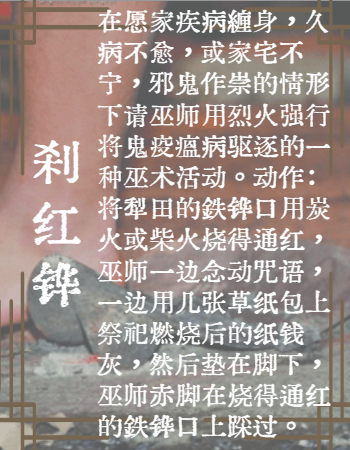 刹红铧
在愿家疾病纏身，久
病不愈，或家宅不
宁，邪鬼作祟的情形
下请巫师用烈火强行
将鬼疫瘟病驱逐的一
种巫术活动。动作：
将犁田的鉄铧口用炭
火或柴火烧得通红，
巫师一边念动咒语，
一边用几张草纸包上
祭祀燃烧后的纸钱
灰，然后垫在脚下，
巫师赤脚在烧得通红
的鉄铧口上踩过。